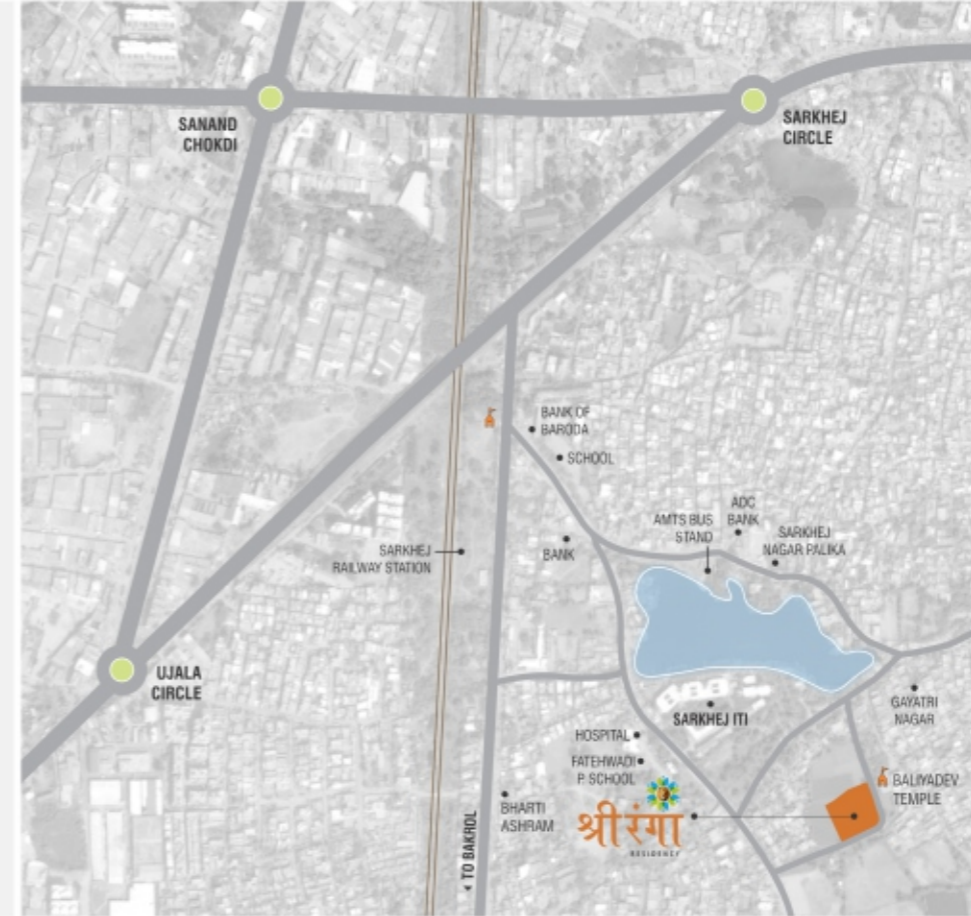 SANAND
CHOKDI
SARKHEJ
CIRCLE
BANK OF
BARODA
SCHOOL
ADC
BANK
AMTS BUS
STAND
SARKHEJ
NAGAR PALIKA
BANK
SARKHEJ
RAILWAY STATION
UJALA
CIRCLE
GAYATRI
NAGAR
SARKHEJ ITI
HOSPITAL
FATEHWADI
P. SCHOOL
BALIYADEV
TEMPLE
BHARTI
ASHRAM
श्री रंगा
RESIDENCY
TO BAKROL